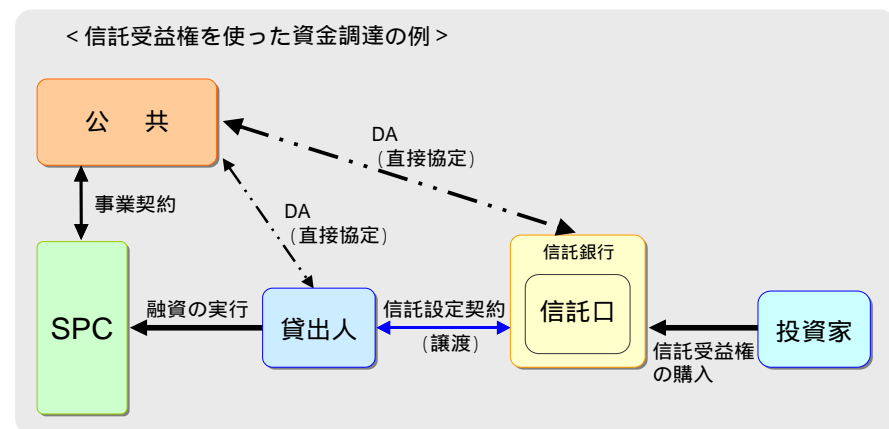 <信託受益権を使った資金調達の例>
公 共
DA
(直接協定)
事業契約
DA
(直接協定)
信託銀行
SPC
融資の実行
貸出人
信託設定契約
(譲渡)
信託口
信託受益権
の購入
投資家